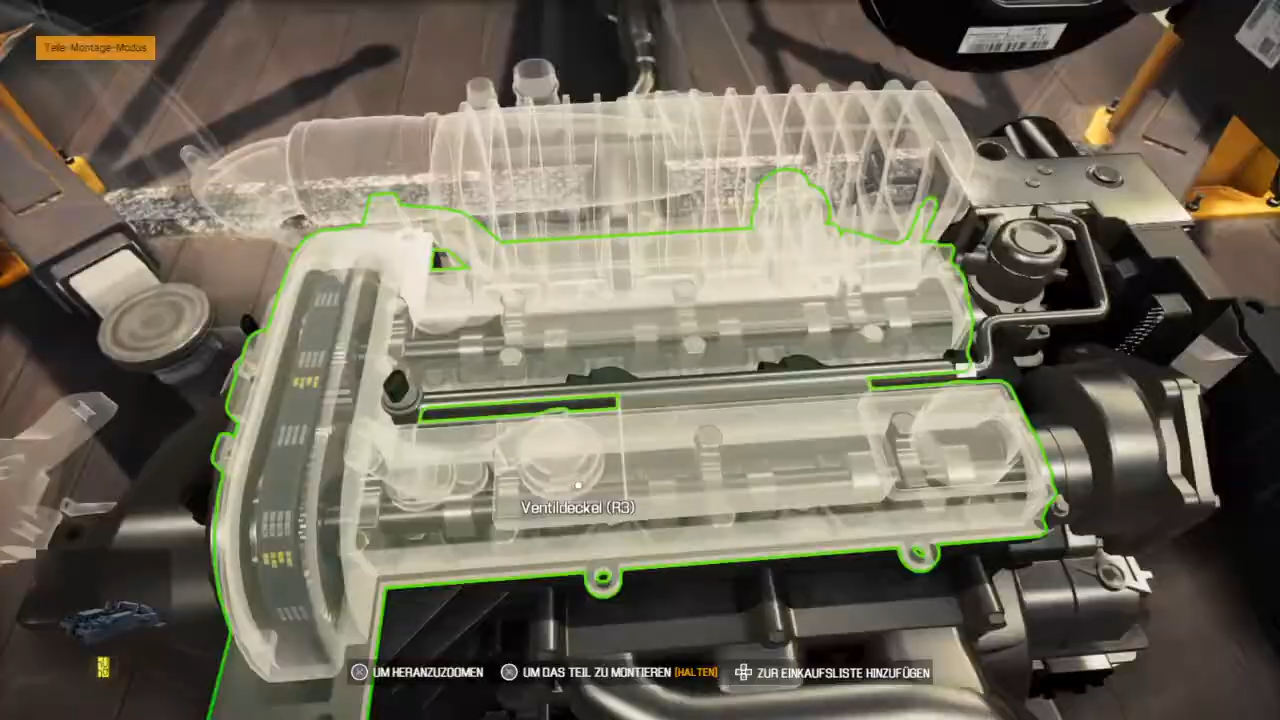 Teile-Montage-Modus
Ventildeckel (R3)
UM HERANZUZOOMEN UM DAS TEIL ZU MONTIEREN [HALTEN] ZUR EINKAUFSLISTE HINZUFÜGEN